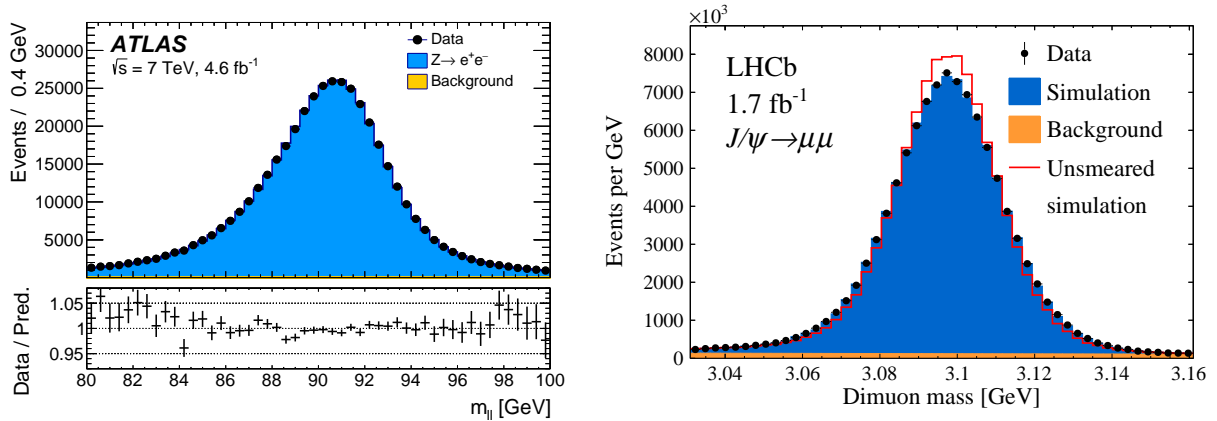 ATLAS
√s = 7 TeV, 4.6 fb⁻¹
Data
Z→ e⁺e⁻
Background
Events / 0.4 GeV
30000
25000
20000
15000
10000
5000
Data / Pred.
1.05
1
0.95
80 82 84 86 88 90 92 94 96 98 100
m_ll [GeV]
×10³
LHCb
1.7 fb⁻¹
J/ψ→μμ
Data
Simulation
Background
Unsmeared
simulation
Events per GeV
8000
7000
6000
5000
4000
3000
2000
1000
0
3.04 3.06 3.08 3.1 3.12 3.14 3.16
Dimuon mass [GeV]